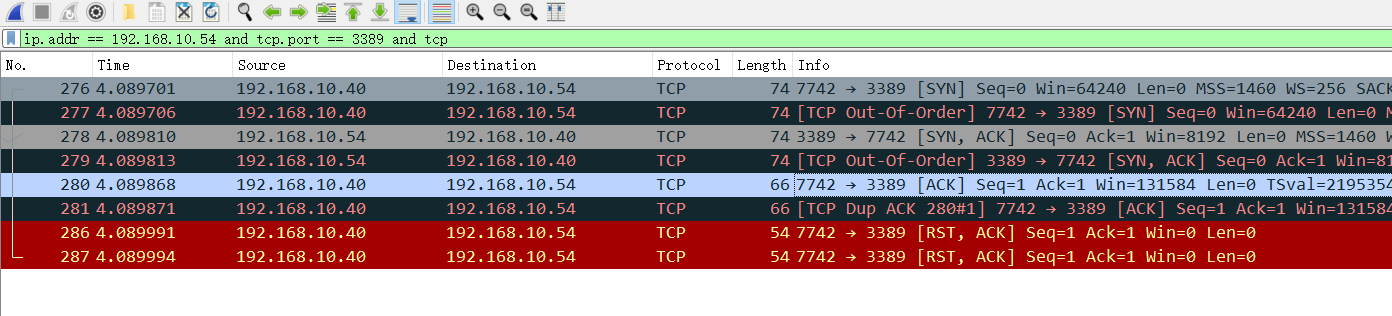 ip.addr == 192.168.10.54 and tcp.port == 3389 and tcp
No. Time Source Destination Protocol Length Info
276 4.089701 192.168.10.40 192.168.10.54 TCP 74 7742 → 3389 [SYN] Seq=0 Win=64240 Len=0 MSS=1460 WS=256 SACK
277 4.089706 192.168.10.40 192.168.10.54 TCP 74 [TCP Out-Of-Order] 7742 → 3389 [SYN] Seq=0 Win=64240 Len=0 M
278 4.089810 192.168.10.54 192.168.10.40 TCP 74 3389 → 7742 [SYN, ACK] Seq=0 Ack=1 Win=8192 Len=0 MSS=1460 W
279 4.089813 192.168.10.54 192.168.10.40 TCP 74 [TCP Out-Of-Order] 3389 → 7742 [SYN, ACK] Seq=0 Ack=1 Win=81
280 4.089868 192.168.10.40 192.168.10.54 TCP 66 7742 → 3389 [ACK] Seq=1 Ack=1 Win=131584 Len=0 TSval=2195354
281 4.089871 192.168.10.40 192.168.10.54 TCP 66 [TCP Dup ACK 280#1] 7742 → 3389 [ACK] Seq=1 Ack=1 Win=131584
286 4.089991 192.168.10.40 192.168.10.54 TCP 54 7742 → 3389 [RST, ACK] Seq=1 Ack=1 Win=0 Len=0
287 4.089994 192.168.10.40 192.168.10.54 TCP 54 7742 → 3389 [RST, ACK] Seq=1 Ack=1 Win=0 Len=0